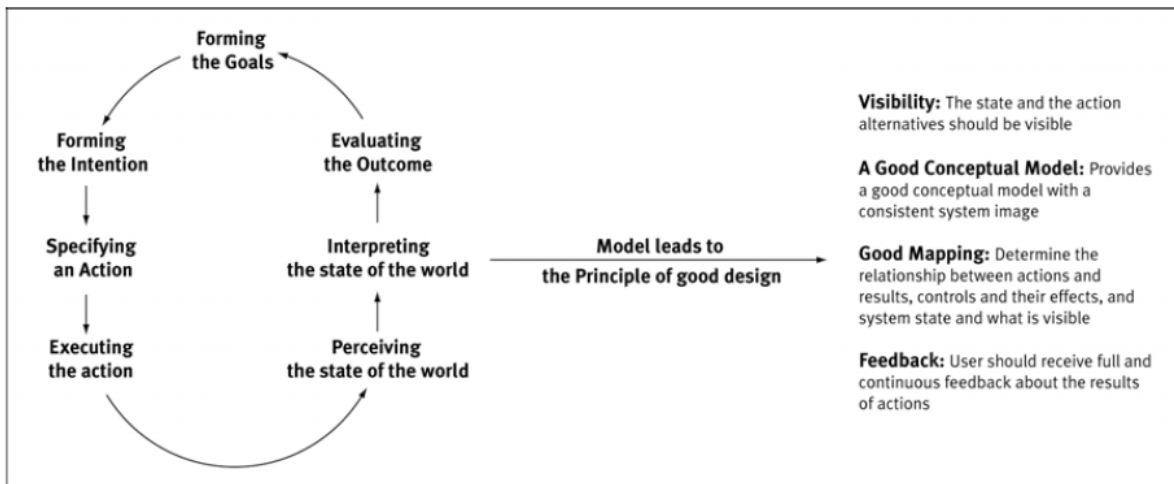 Forming
the Goals
Forming
the Intention
Specifying
an Action
Executing
the action
Perceiving
the state of the world
Interpreting
the state of the world
Evaluating
the Outcome
Model leads to
the Principle of good design
Visibility: The state and the action
alternatives should be visible
A Good Conceptual Model: Provides
a good conceptual model with a
consistent system image
Good Mapping: Determine the
relationship between actions and
results, controls and their effects, and
system state and what is visible
Feedback: User should receive full and
continuous feedback about the results
of actions